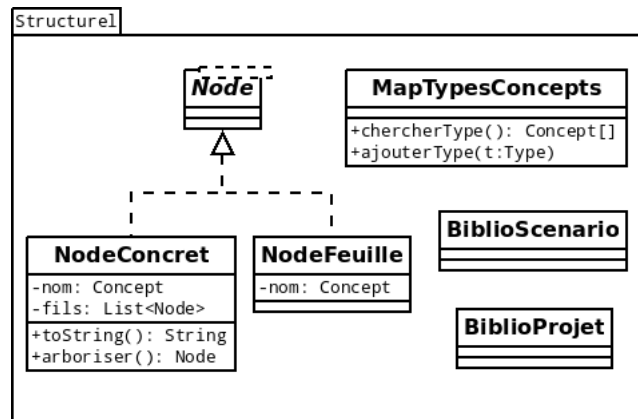 Structurel
Node
MapTypesConcepts
+chercherType(): Concept[]
+ajouterType(t:Type)
NodeConcret
-nom: Concept
-fils: List<Node>
+toString(): String
+arboriser(): Node
NodeFeuille
-nom: Concept
BiblioScenario
BiblioProjet